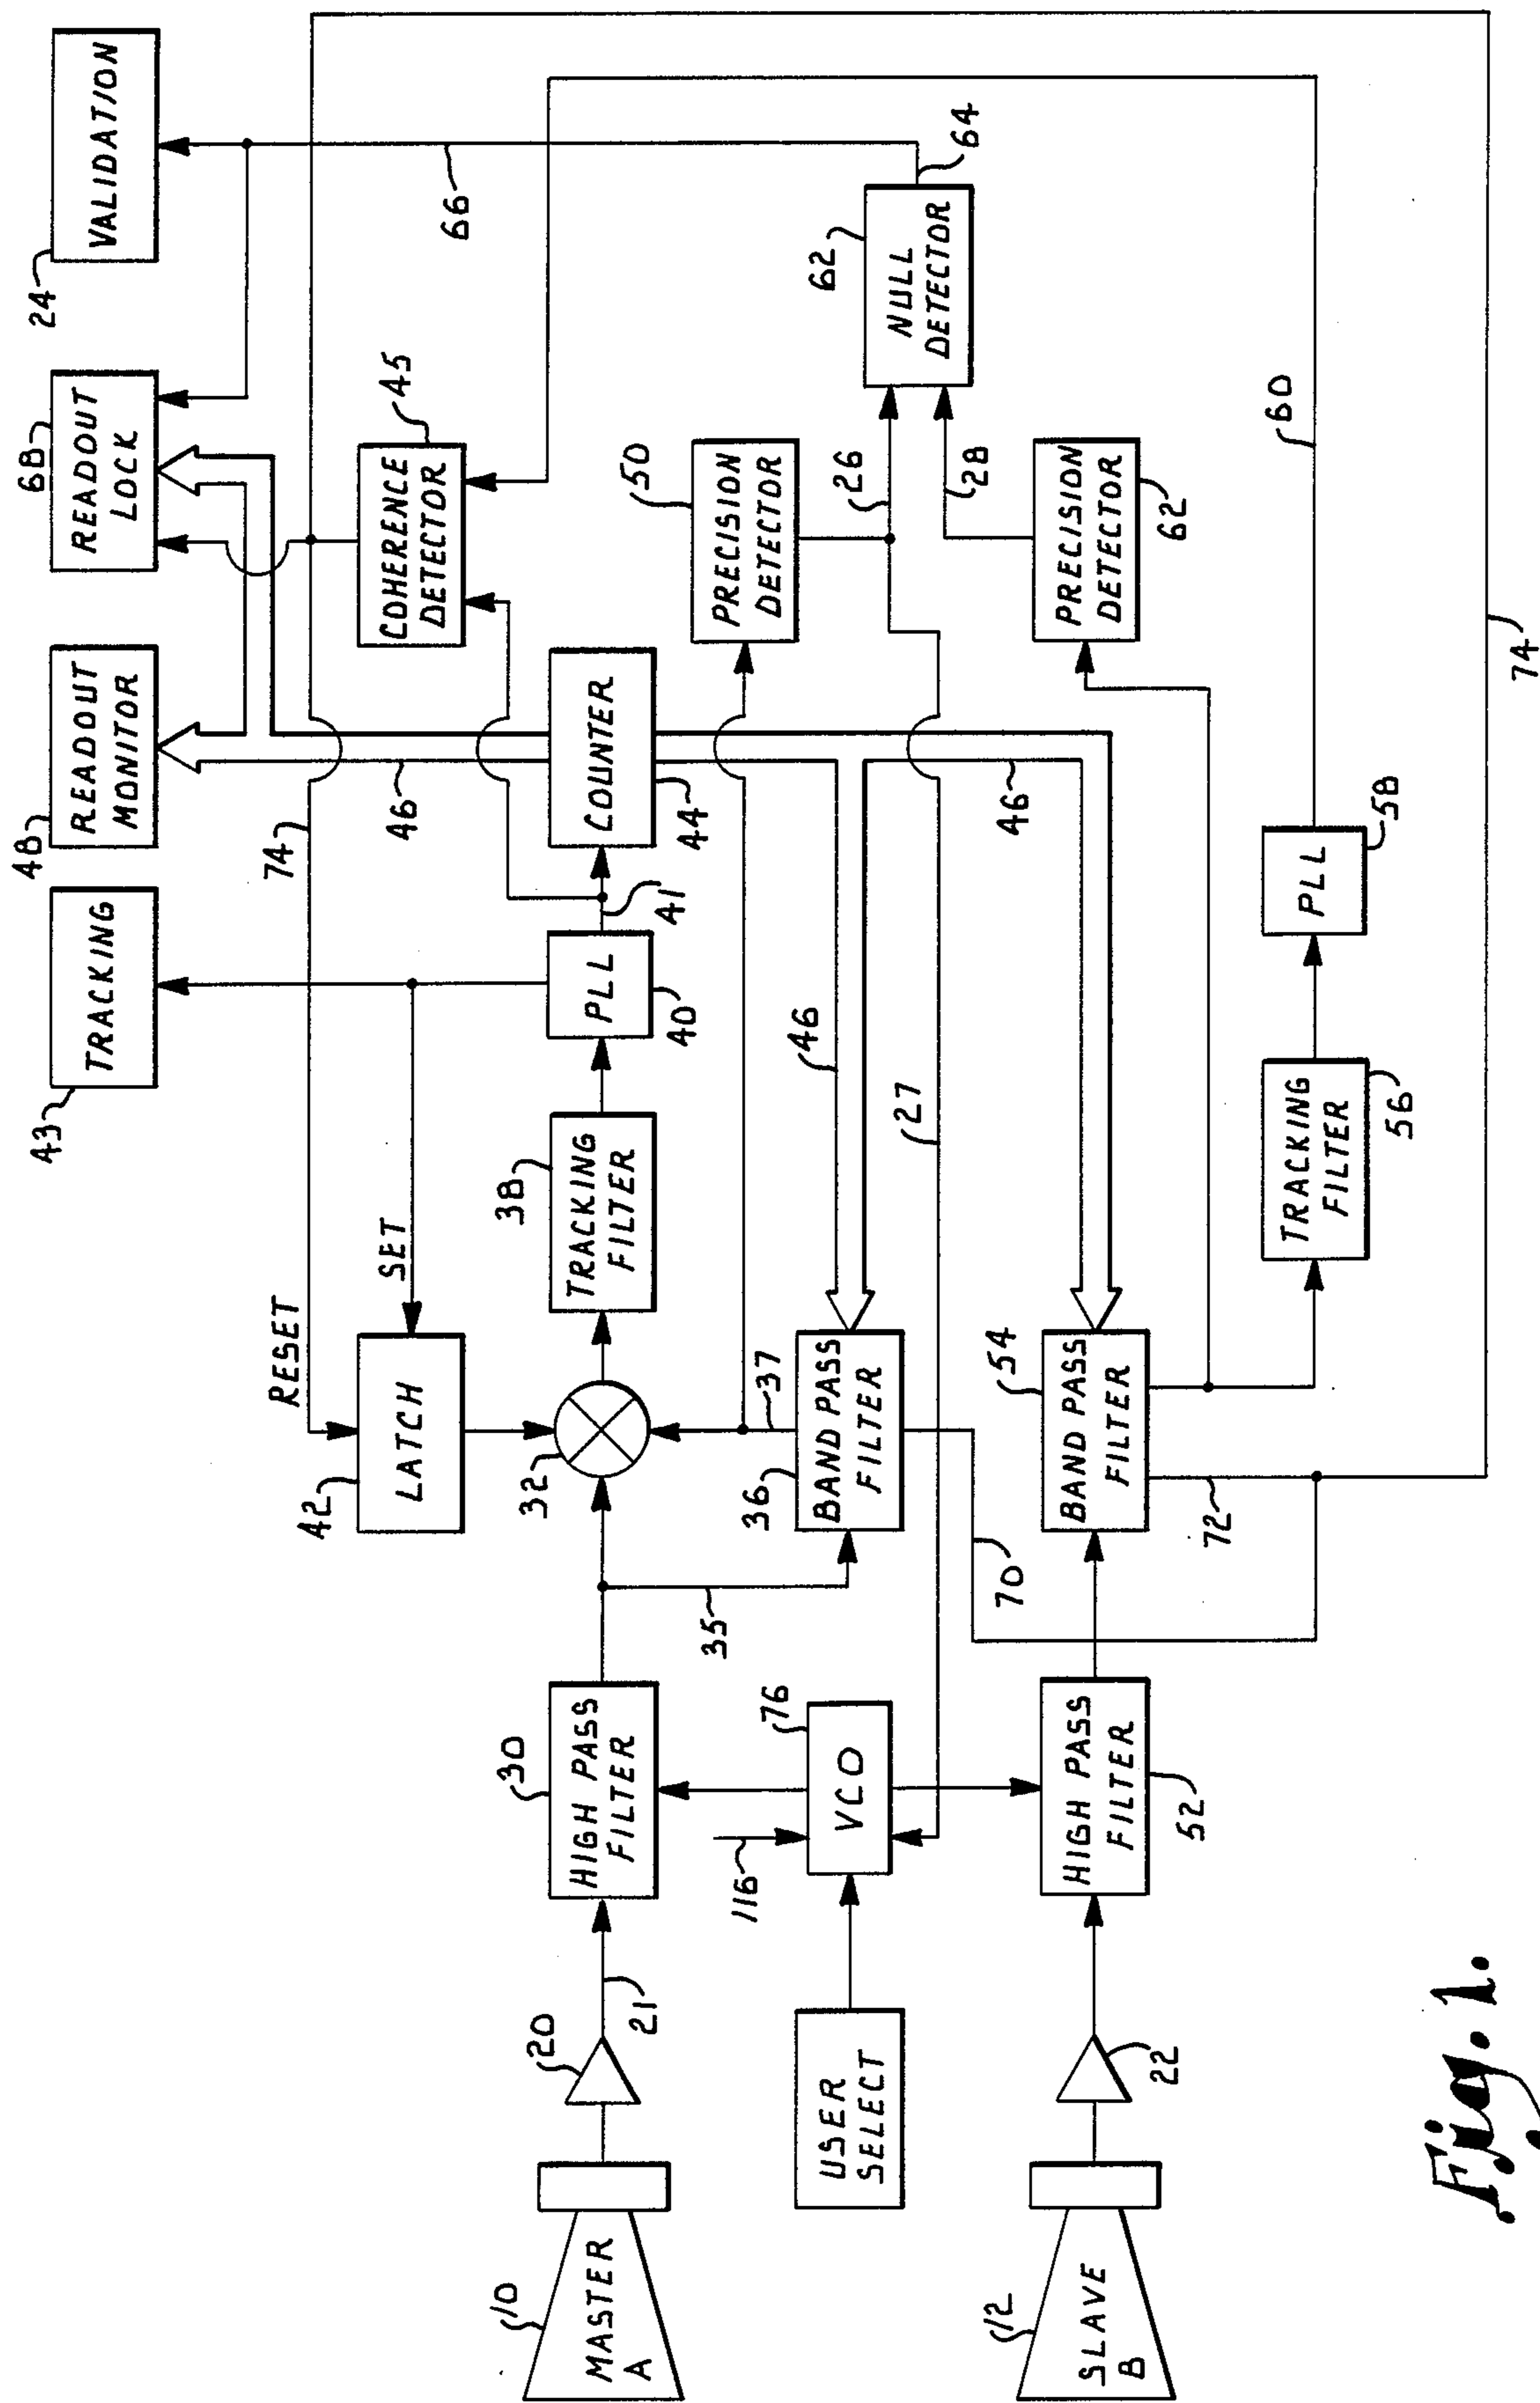 24
VALIDATION
68
READOUT
LOCK
48
READOUT
MONITOR
43
TRACKING
66
45
COHERENCE
DETECTOR
74
46
RESET
SET
42
LATCH
64
62
NULL
DETECTOR
50
PRECISION
DETECTOR
26
28
PRECISION
DETECTOR
62
COUNTER
44
41
PLL
40
38
TRACKING
FILTER
32
30
HIGH PASS
FILTER
21
20
10
MASTER
A
46
46
27
37
36
BAND PASS
FILTER
35
70
76
VCO
116
USER
SELECT
54
BAND PASS
FILTER
72
HIGH PASS
FILTER
52
22
12
SLAVE
B
60
58
PLL
TRACKING
FILTER
56
74
Fig. 1.